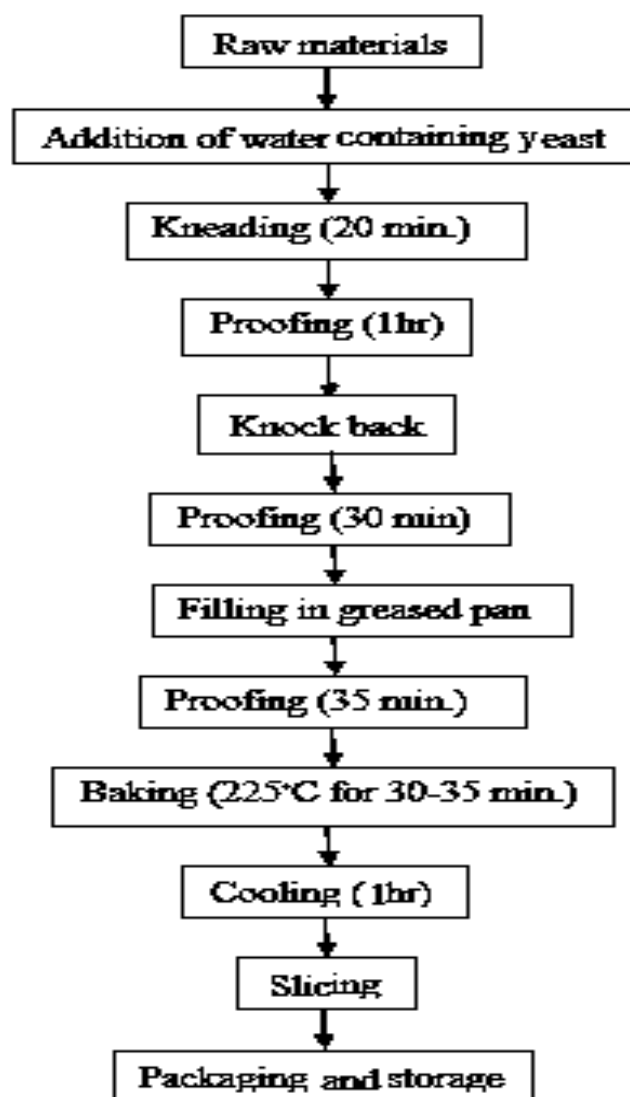 Raw materials
Addition of water containing yeast
Kneading (20 min.)
Proofing (1hr)
Knock back
Proofing (30 min)
Filling in greased pan
Proofing (35 min.)
Baking (225°C for 30-35 min.)
Cooling (1hr)
Slicing
Packaging and storage